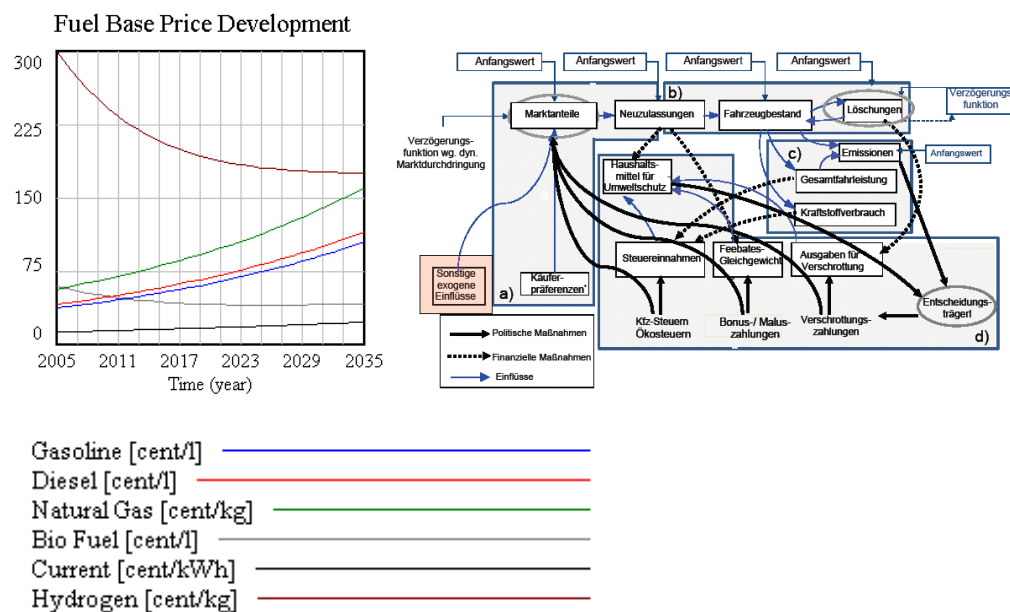 Fuel Base Price Development
300
225
150
75
0
2005
2011
2017
2023
2029
2035
Time (year)
Gasoline [cent/l]
Diesel [cent/l]
Natural Gas [cent/kg]
Bio Fuel [cent/l]
Current [cent/kWh]
Hydrogen [cent/kg]
Anfangswert
Anfangswert
Anfangswert
Anfangswert
b)
Marktanteile
Neuzulassungen
Fahrzeugbestand
Löschungen
Verzögerungs
funktion
Verzögerungs-
funktion wg. dyn.
Marktdurchdringung
Haushalts-
mittel für
Umweltschutz
c)
Emissionen
Anfangswert
Gesamtfahrleistung
Kraftstoffverbrauch
Steuereinnahmen
Feebates-
Gleichgewicht
Ausgaben für
Verschrottung
Sonstige
exogene
Einflüsse
a)
Käufer-
präferenzen'
Kfz-Steuern
Ökosteuern
Bonus-/ Malus-
zahlungen
Verschrottungs-
zahlungen
Entscheidungs-
trägerl
d)
Politische Maßnahmen
Finanzielle Maßnahmen
Einflüsse